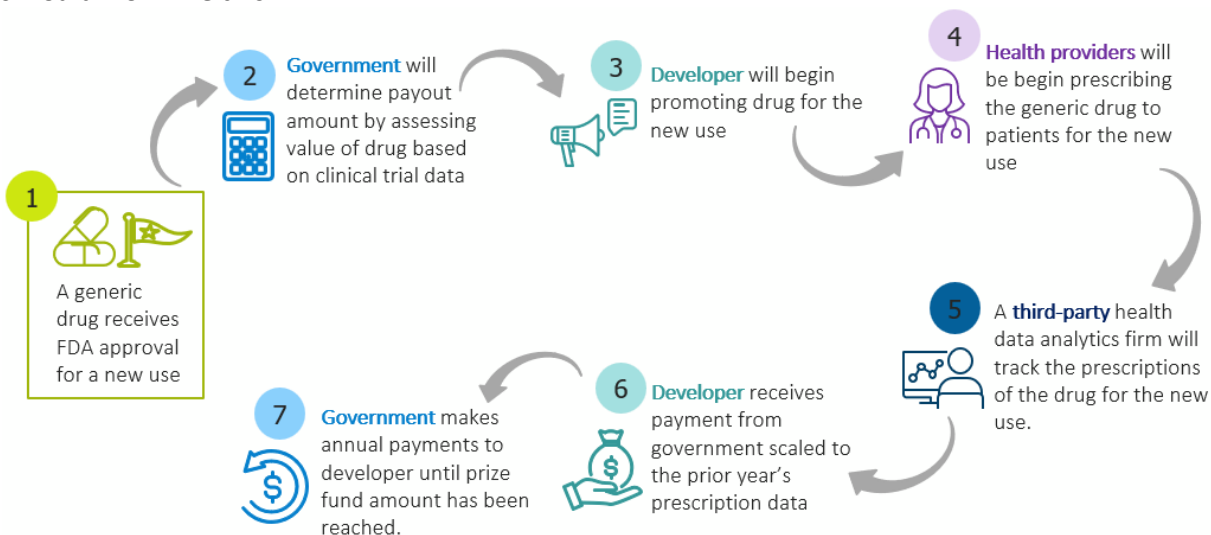 1
A generic
drug receives
FDA approval
for a new use
2
Government will
determine payout
amount by assessing
value of drug based
on clinical trial data
3
Developer will begin
promoting drug for the
new use
4
Health providers will
be begin prescribing
the generic drug to
patients for the new
use
5
A third-party health
data analytics firm will
track the prescriptions
of the drug for the new
use.
6
Developer receives
payment from
government scaled to
the prior year's
prescription data
7
Government makes
annual payments to
developer until prize
fund amount has been
reached.